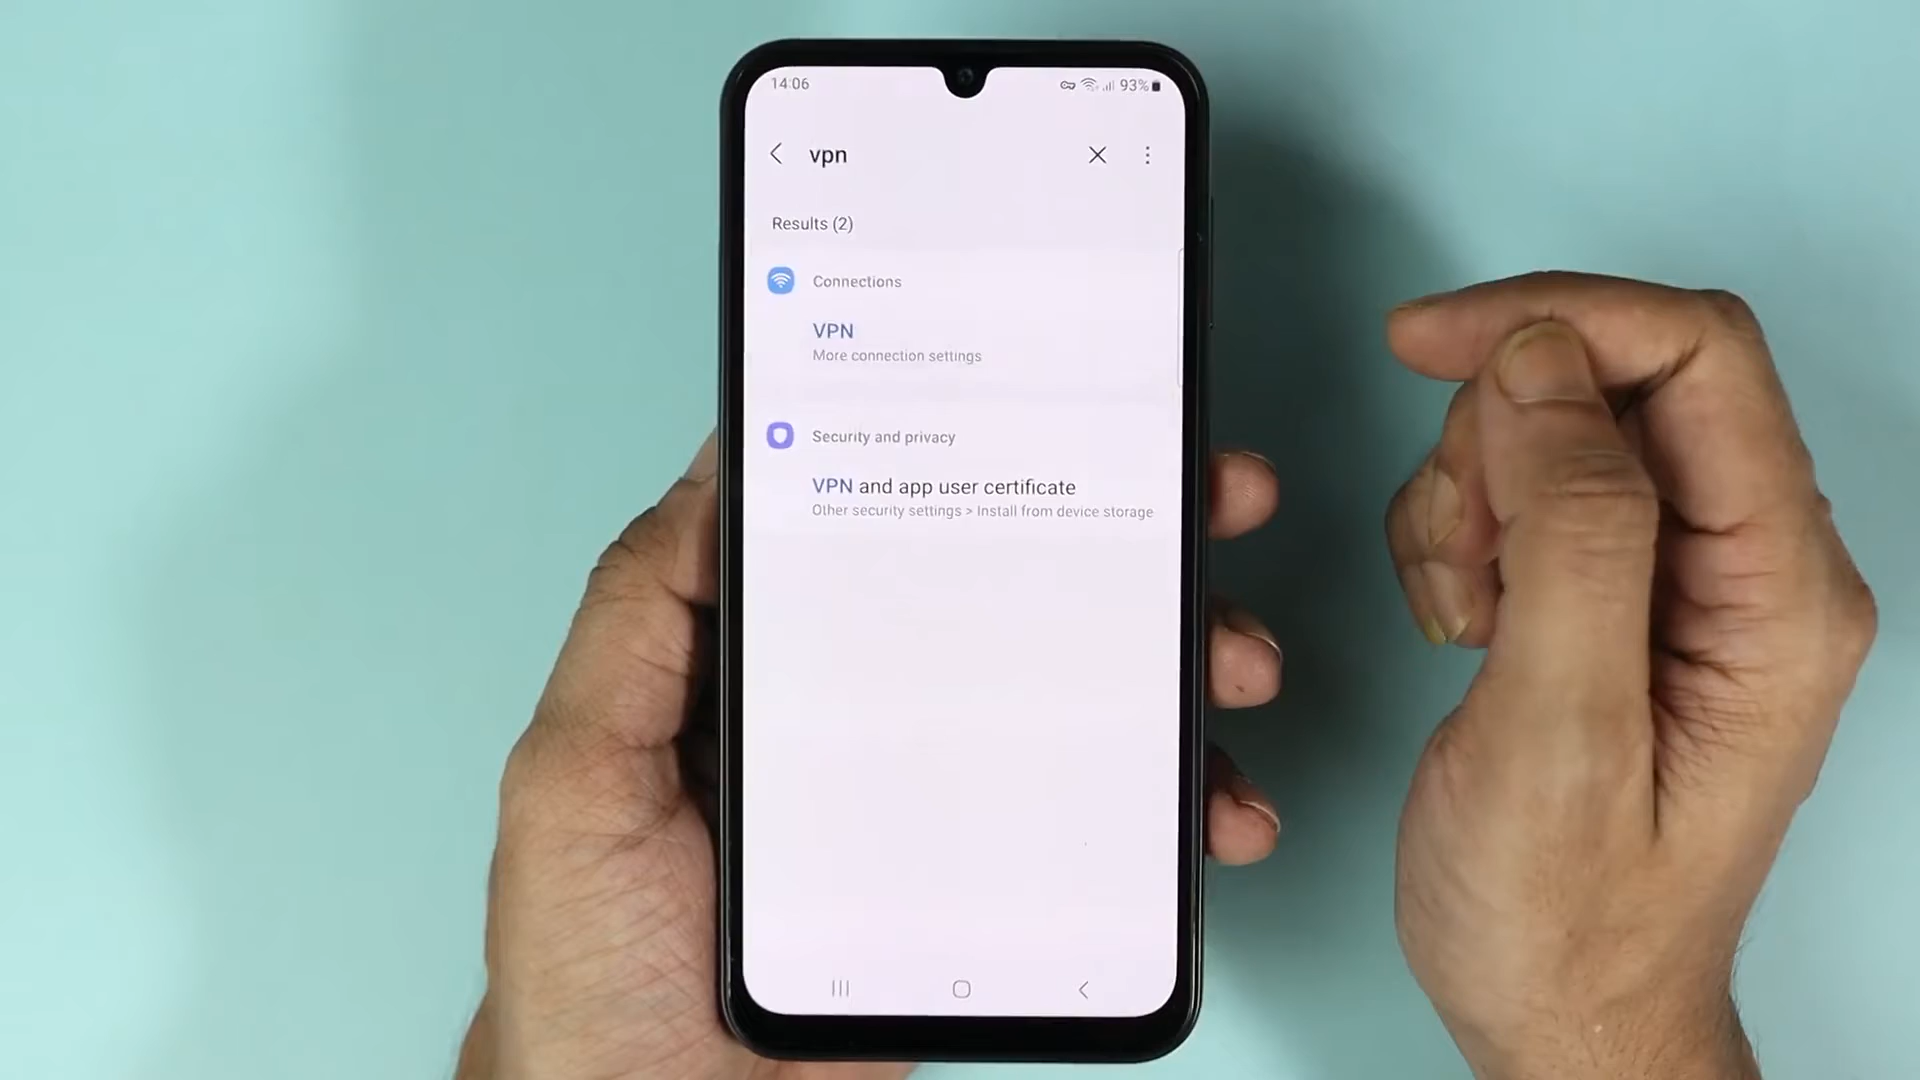 14:06
93%
vpn
Results (2)
Connections
VPN
More connection settings
Security and privacy
VPN and app user certificate
Other security settings > Install from device storage